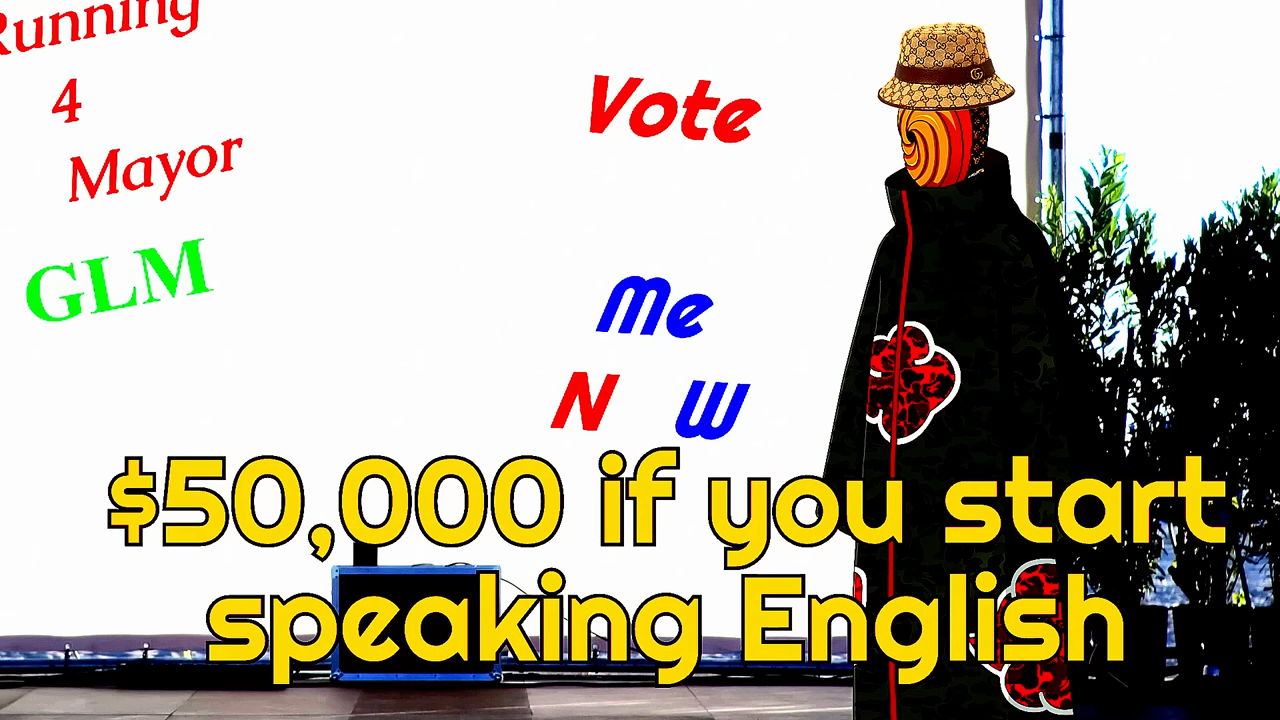 Running
4
Mayor
GLM
Vote
Me
N W
$50,000 if you start
speaking English